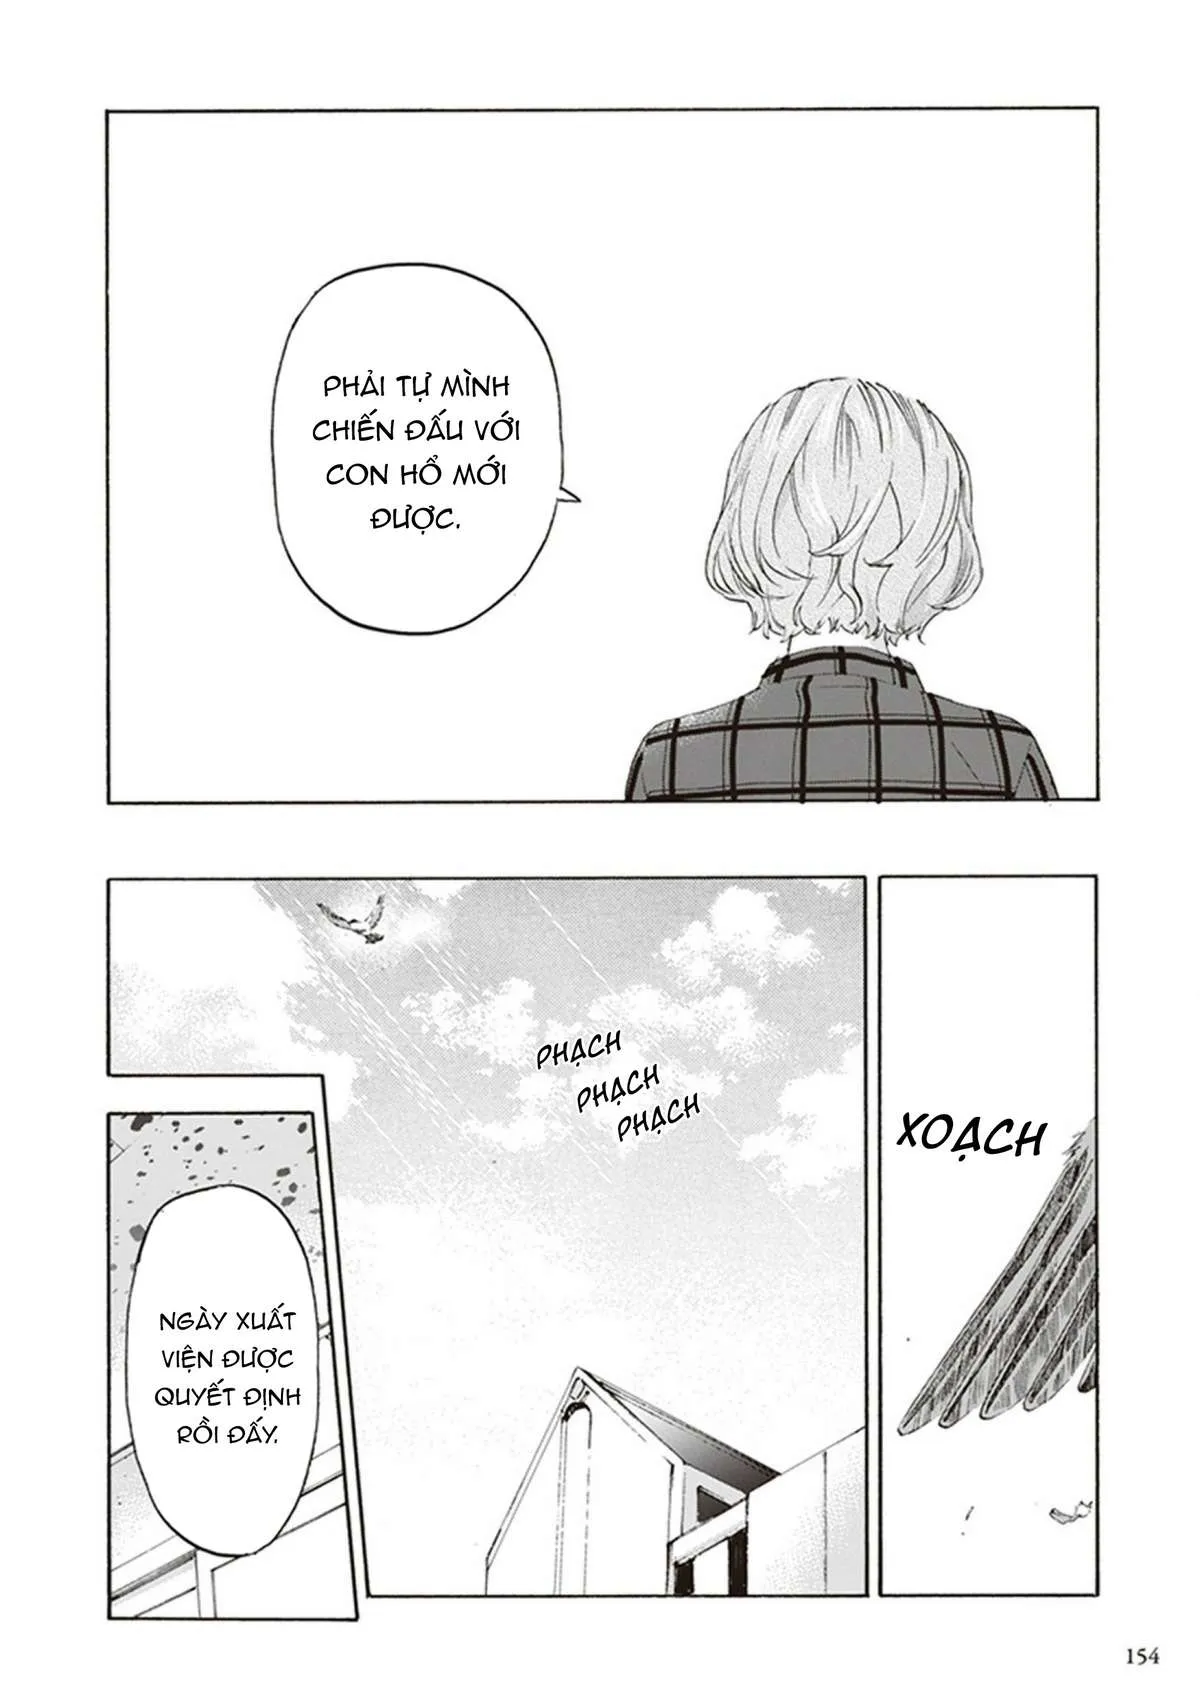 PHẢI TỰ MÌNH
CHIẾN ĐẤU VỚI
CON HỔ MỚI
ĐƯỢC.
XOẠCH
PHẠCH
PHẠCH
PHẠCH
NGÀY XUẤT
VIỆN ĐƯỢC
QUYẾT ĐỊNH
RỒI ĐẤY.
154